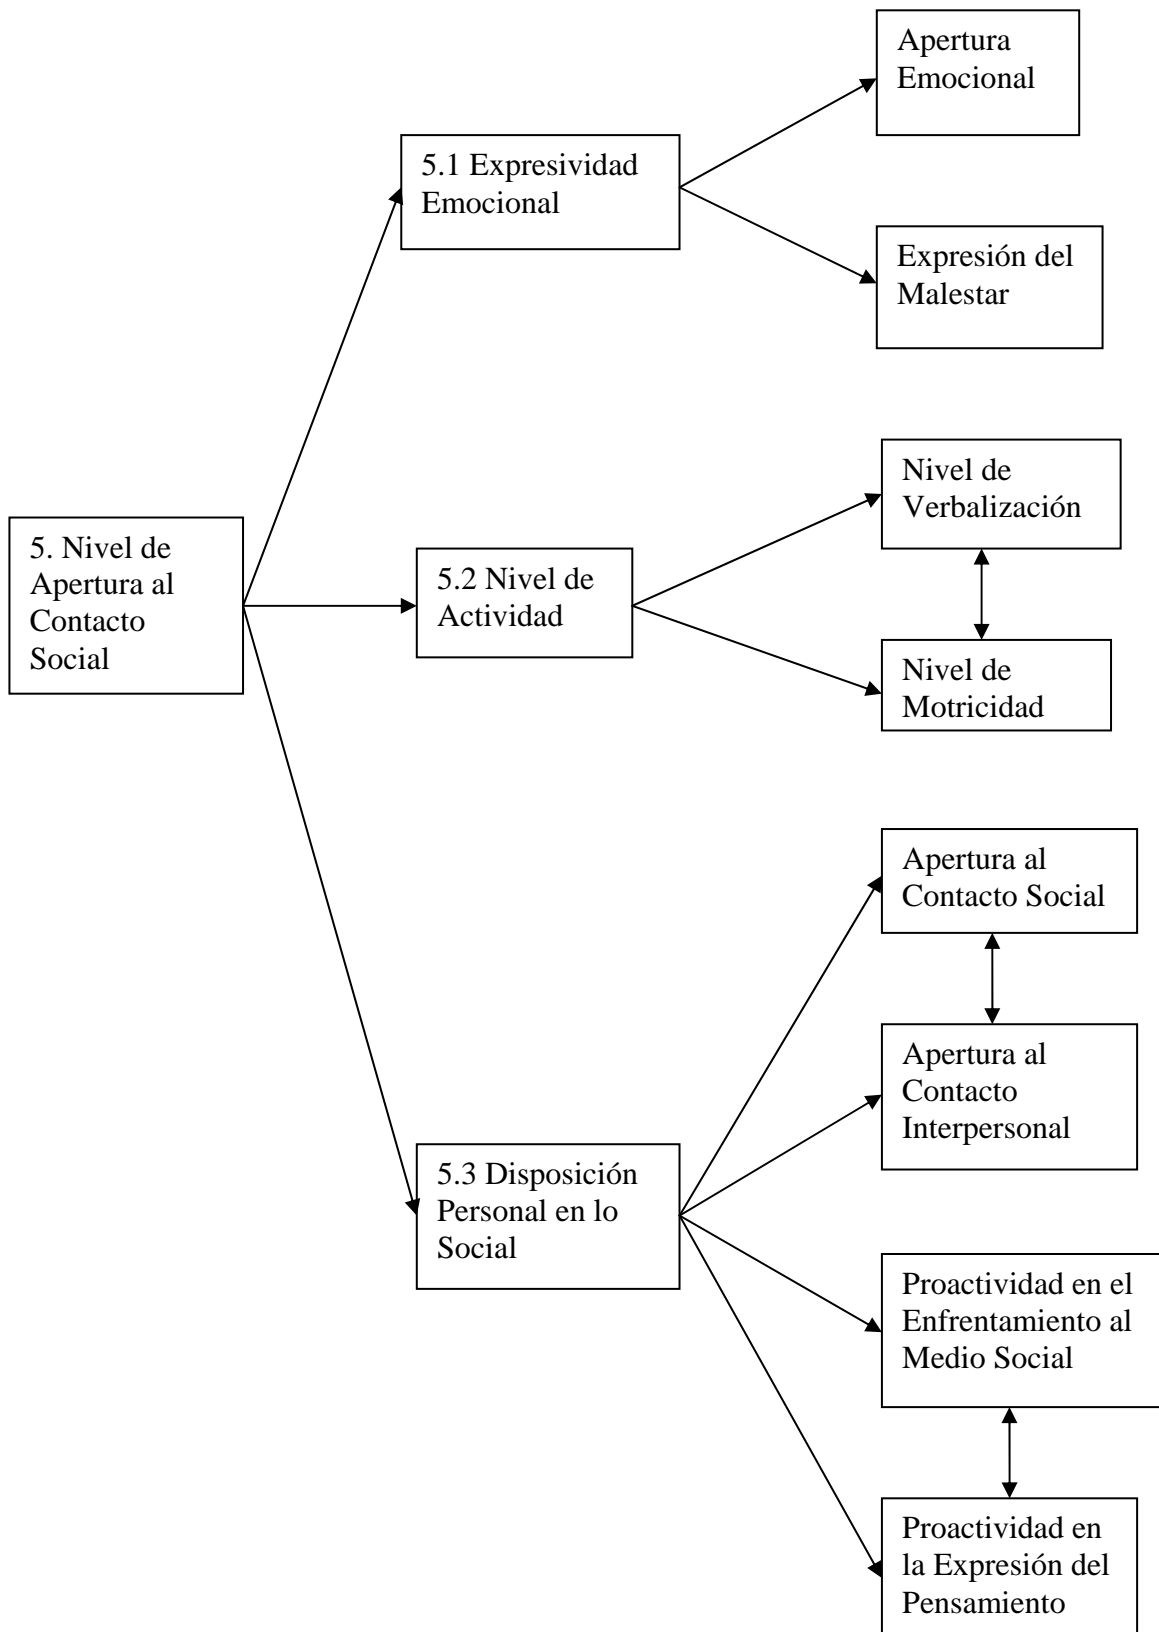 Apertura
Emocional
5.1 Expresividad
Emocional
Expresión del
Malestar
Nivel de
Verbalización
5. Nivel de
Apertura al
Contacto
Social
5.2 Nivel de
Actividad
Nivel de
Motricidad
Apertura al
Contacto Social
Apertura al
Contacto
Interpersonal
5.3 Disposición
Personal en lo
Social
Proactividad en el
Enfrentamiento al
Medio Social
Proactividad en
la Expresión del
Pensamiento